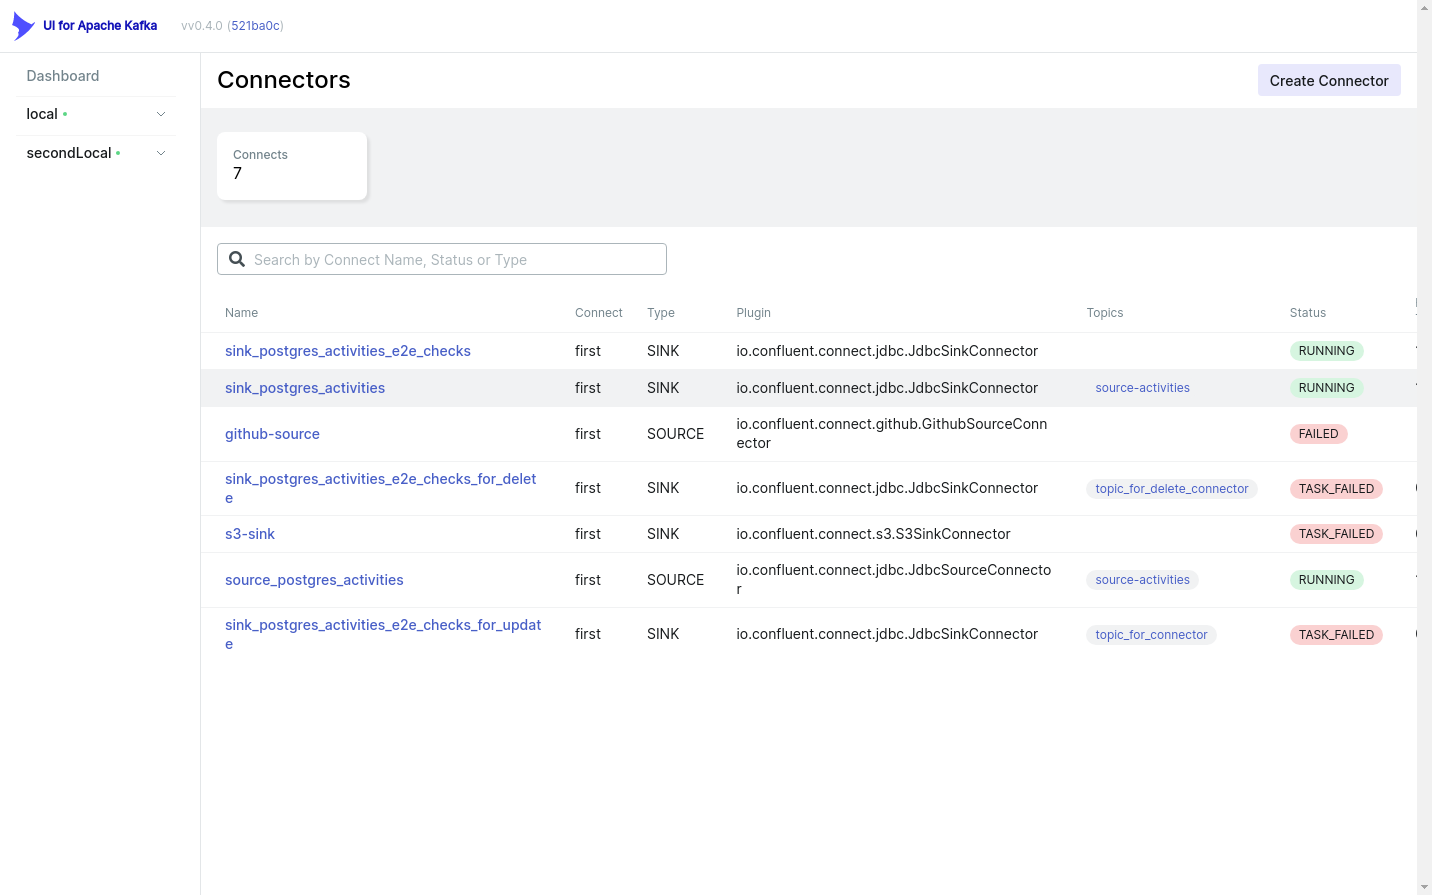 UI for Apache Kafka vv0.4.0 (521ba0c)
Dashboard
local
secondLocal
Connectors
Create Connector
Connects
7
Search by Connect Name, Status or Type
Name Connect Type Plugin Topics Status
sink_postgres_activities_e2e_checks first SINK io.confluent.connect.jdbc.JdbcSinkConnector RUNNING
sink_postgres_activities first SINK io.confluent.connect.jdbc.JdbcSinkConnector source-activities RUNNING
github-source first SOURCE io.confluent.connect.github.GithubSourceConn
ector FAILED
sink_postgres_activities_e2e_checks_for_delet
e first SINK io.confluent.connect.jdbc.JdbcSinkConnector topic_for_delete_connector TASK_FAILED
s3-sink first SINK io.confluent.connect.s3.S3SinkConnector TASK_FAILED
source_postgres_activities first SOURCE io.confluent.connect.jdbc.JdbcSourceConnecto
r source-activities RUNNING
sink_postgres_activities_e2e_checks_for_updat
e first SINK io.confluent.connect.jdbc.JdbcSinkConnector topic_for_connector TASK_FAILED